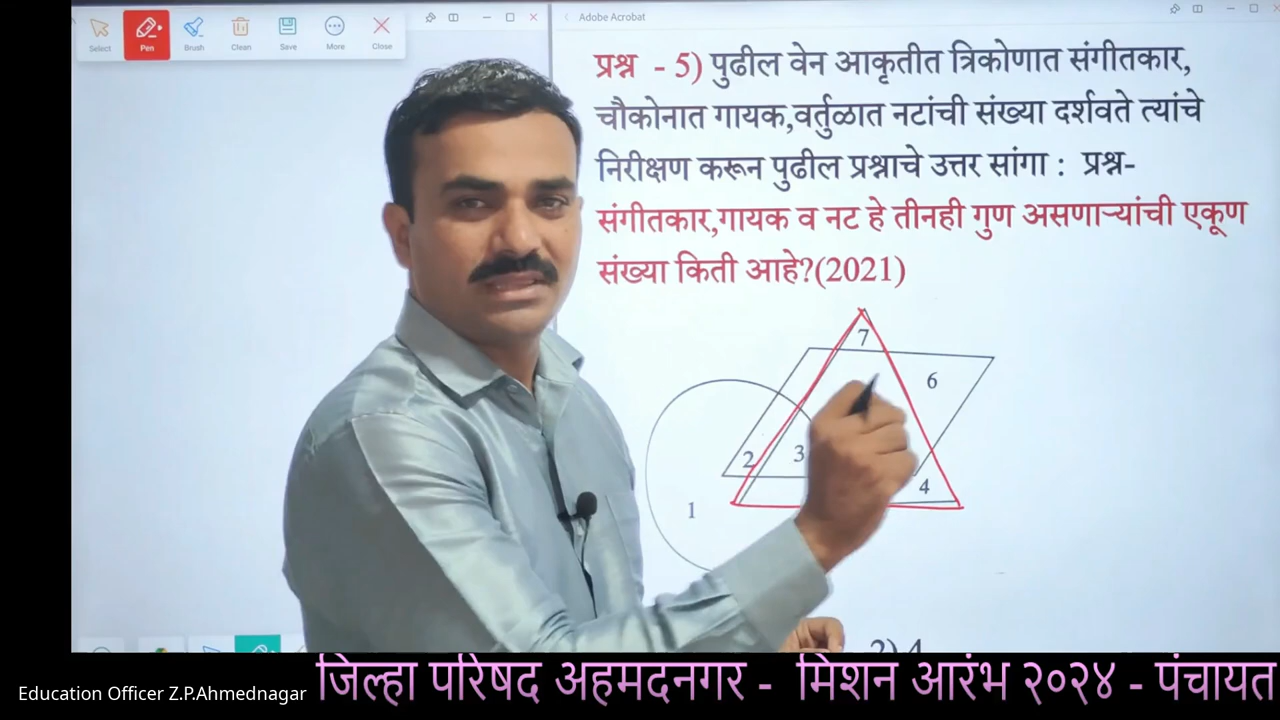 Select Pen Brush Clean Save More Close
Adobe Acrobat
प्रश्न - 5) पुढील वेन आकृतीत त्रिकोणात संगीतकार,
चौकोनात गायक,वर्तुळात नटांची संख्या दर्शवते त्यांचे
निरीक्षण करून पुढील प्रश्नाचे उत्तर सांगा : प्रश्न-
संगीतकार,गायक व नट हे तीनही गुण असणाऱ्यांची एकूण
संख्या किती आहे?(2021)
7
6
2 3
4
1
2) 4
Education Officer Z.P.Ahmednagar
जिल्हा परिषद अहमदनगर - मिशन आरंभ २०२४ - पंचायत